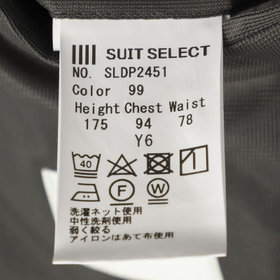 SUIT SELECT
NO. SLDP2451
Color 99
Height Chest Waist
175 94 78
Y6
40
F W
洗濯ネット使用
中性洗剤使用
弱く絞る
アイロンはあて布使用